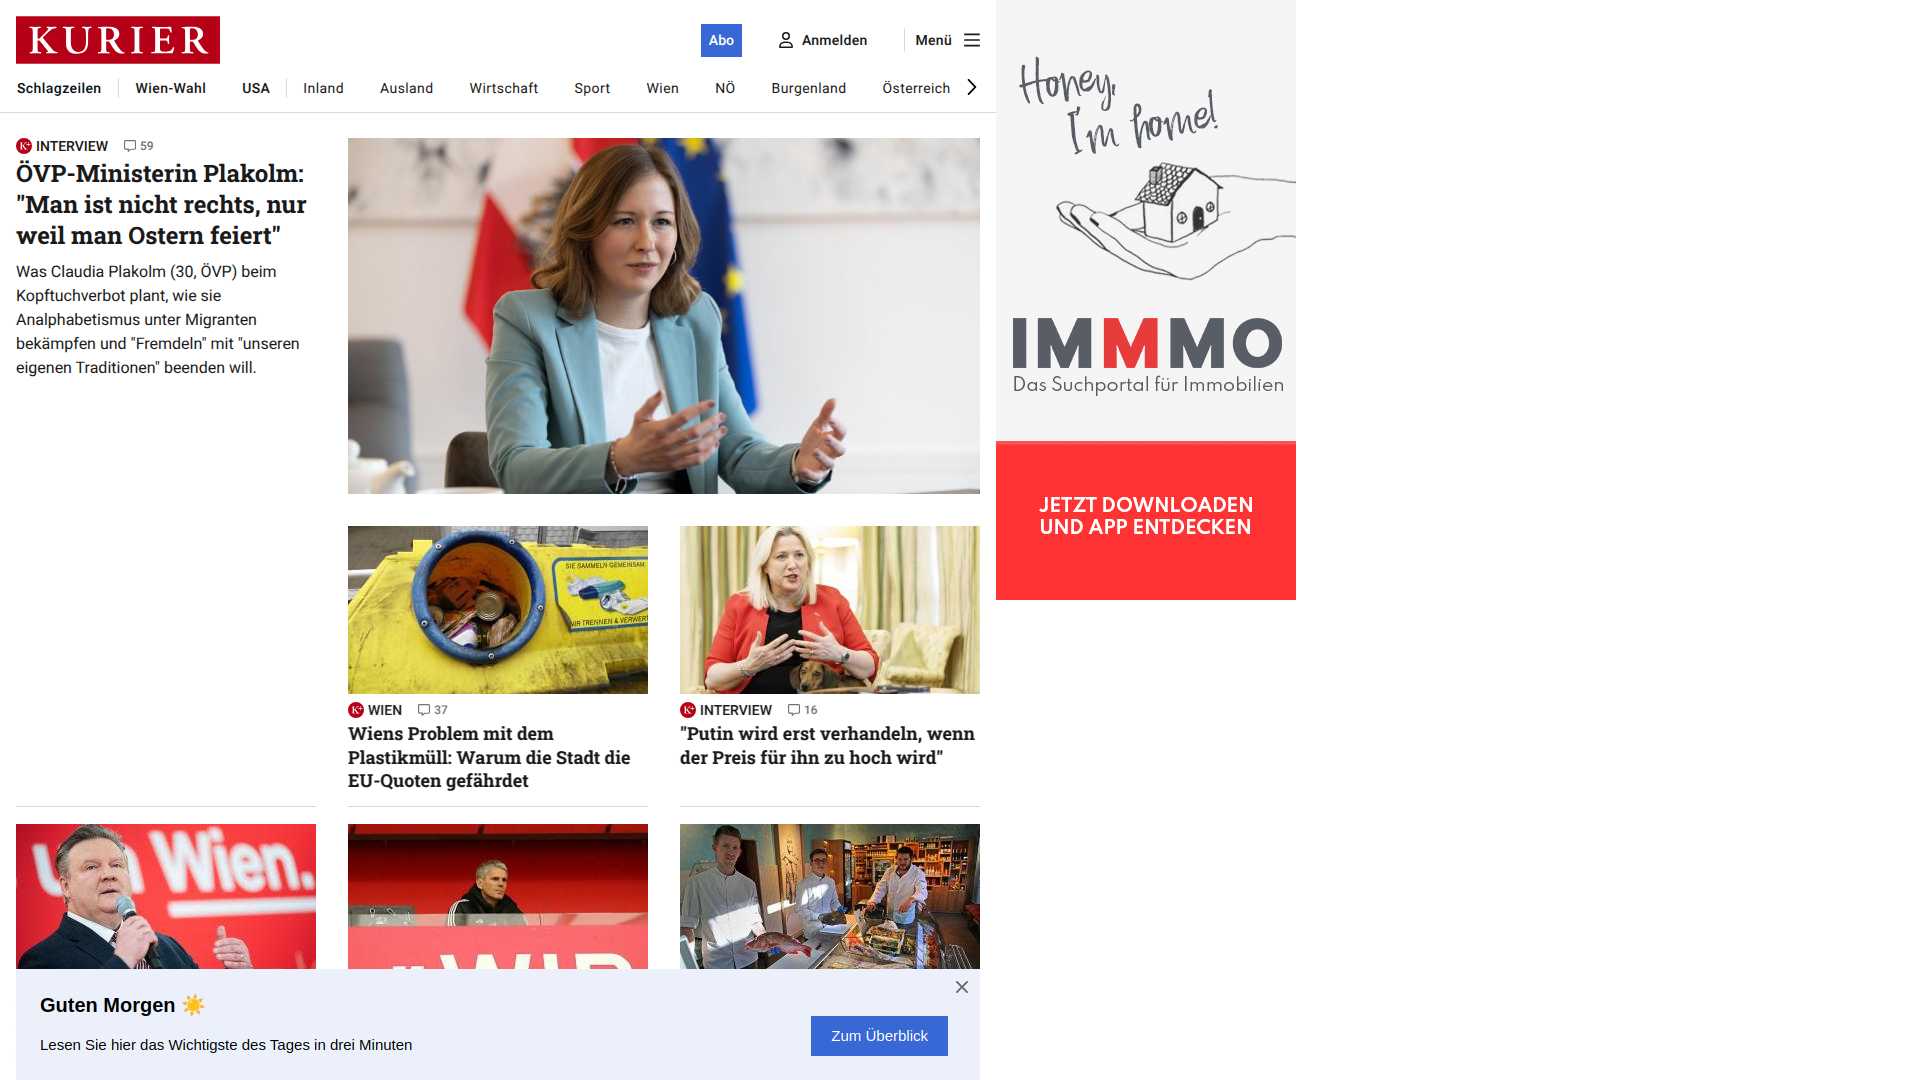 KURIER
Abo
Anmelden
Menü
Schlagzeilen
Wien-Wahl
USA
Inland
Ausland
Wirtschaft
Sport
Wien
NÖ
Burgenland
Österreich
K+ INTERVIEW 59
ÖVP-Ministerin Plakolm:
"Man ist nicht rechts, nur
weil man Ostern feiert"
Was Claudia Plakolm (30, ÖVP) beim
Kopftuchverbot plant, wie sie
Analphabetismus unter Migranten
bekämpfen und "Fremdeln" mit "unseren
eigenen Traditionen" beenden will.
SIE SAMMELN GEMEINSAM
WIR TRENNEN & VERWERT
K+ WIEN 37
Wiens Problem mit dem
Plastikmüll: Warum die Stadt die
EU-Quoten gefährdet
K+ INTERVIEW 16
"Putin wird erst verhandeln, wenn
der Preis für ihn zu hoch wird"
Wien.
WIR
Guten Morgen ☀️
Lesen Sie hier das Wichtigste des Tages in drei Minuten
Zum Überblick
Honey,
I'm home!
IMMMO
Das Suchportal für Immobilien
JETZT DOWNLOADEN
UND APP ENTDECKEN